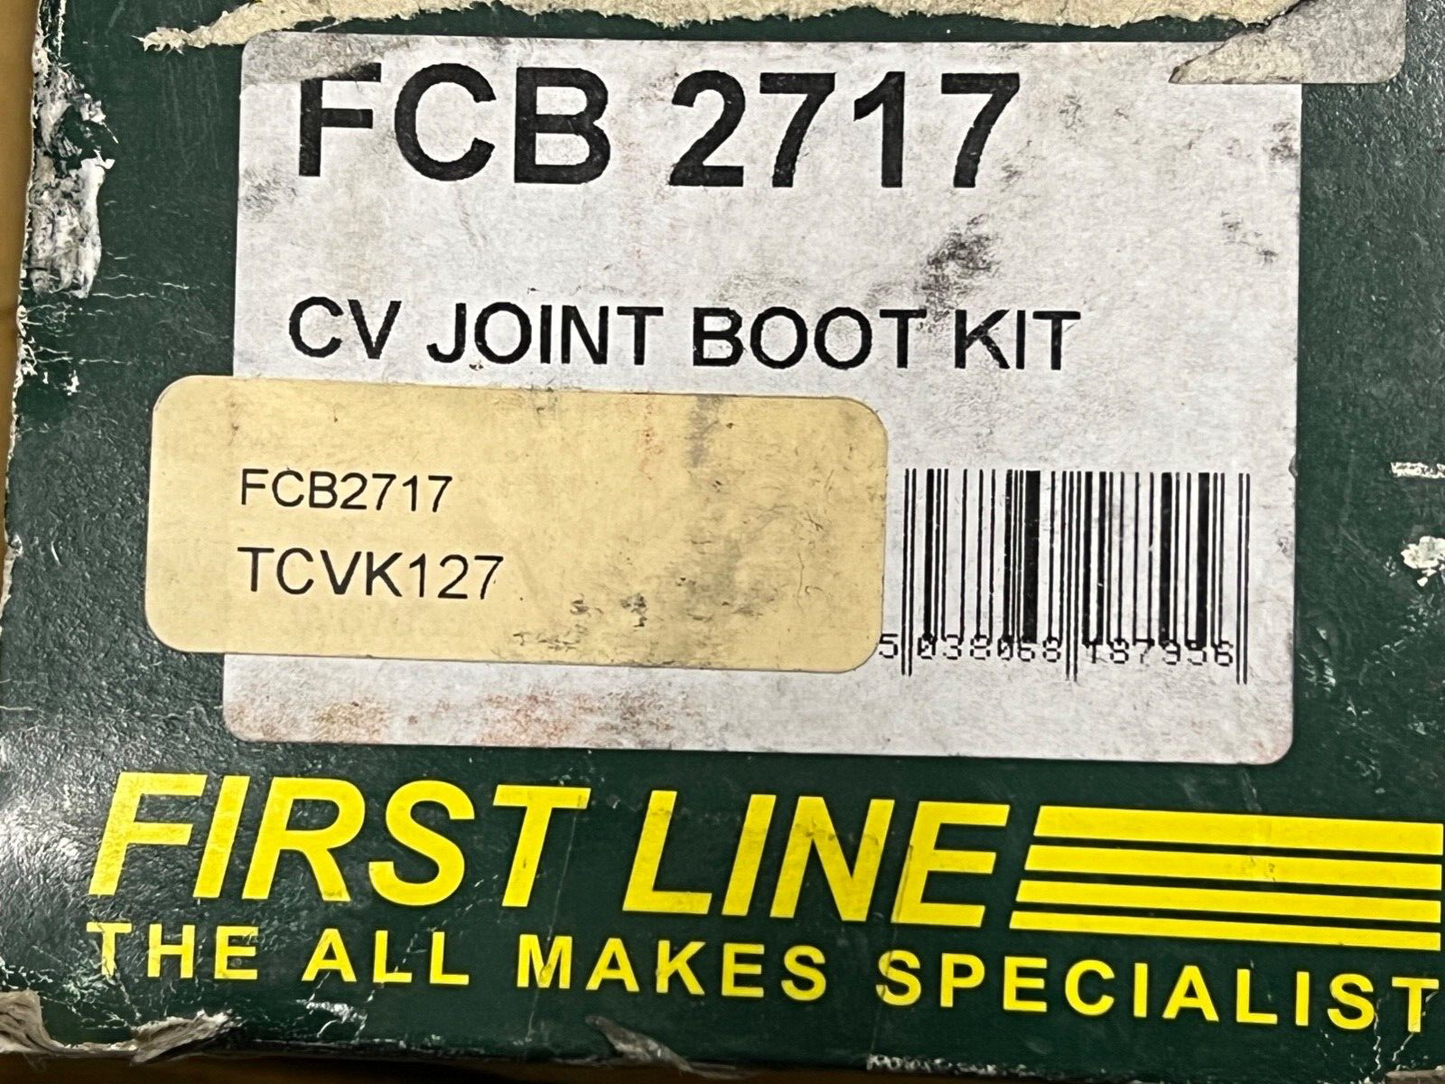 FCB 2717
CV JOINT BOOT KIT
FCB2717
TCVK127
5 038068 187956
FIRST LINE
THE ALL MAKES SPECIALIST